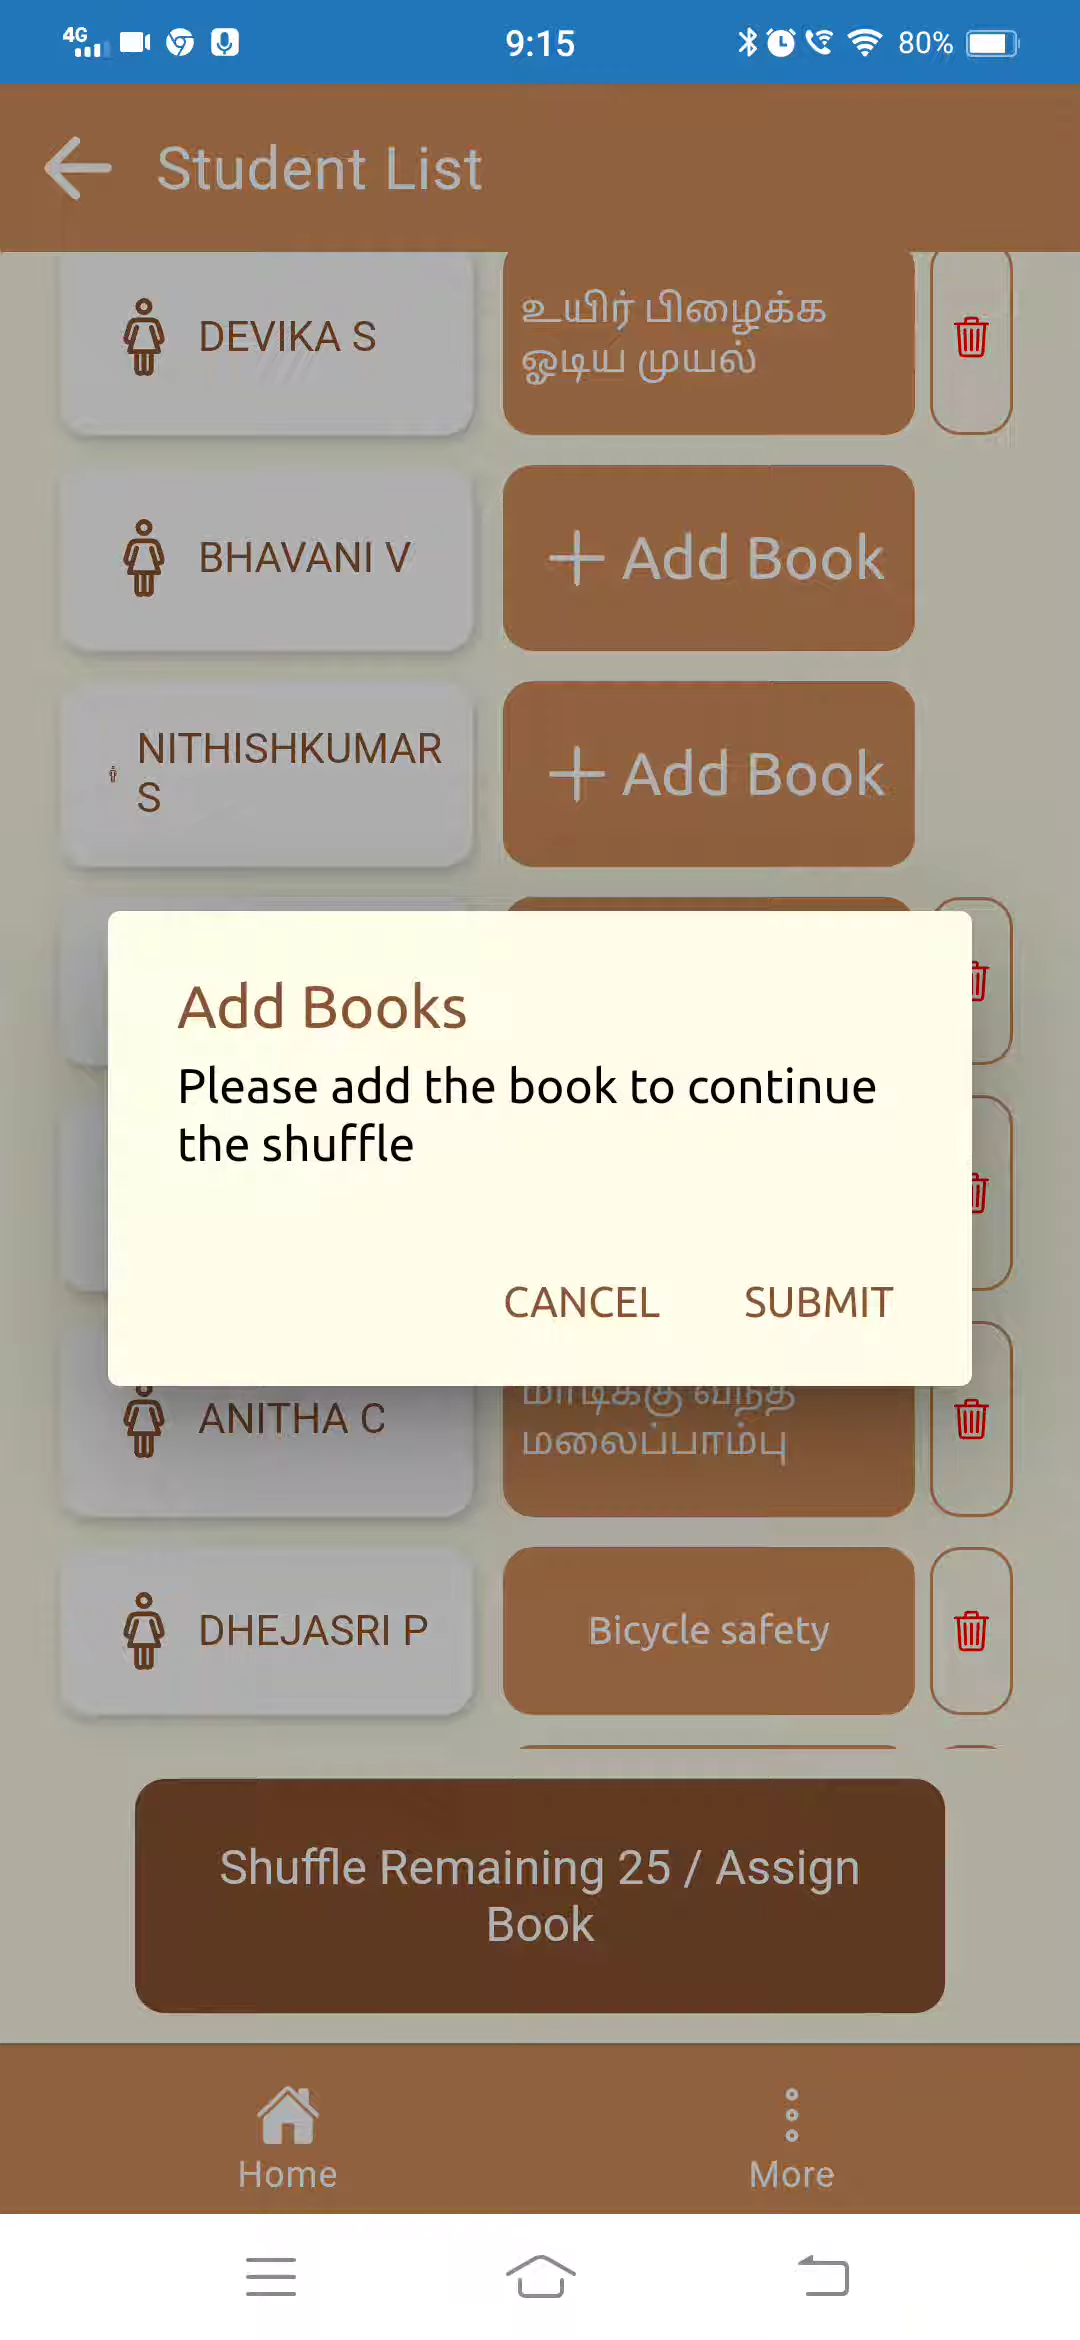 4G
9:15
80%
Student List
DEVIKA S
உயிர் பிழைக்க
ஓடிய முயல்
BHAVANI V
Add Book
NITHISHKUMAR
S
Add Book
Add Books
Please add the book to continue
the shuffle
CANCEL SUBMIT
ANITHA C
மாடிக்கு வந்த
மலைப்பாம்பு
DHEJASRI P
Bicycle safety
Shuffle Remaining 25 / Assign
Book
Home
More